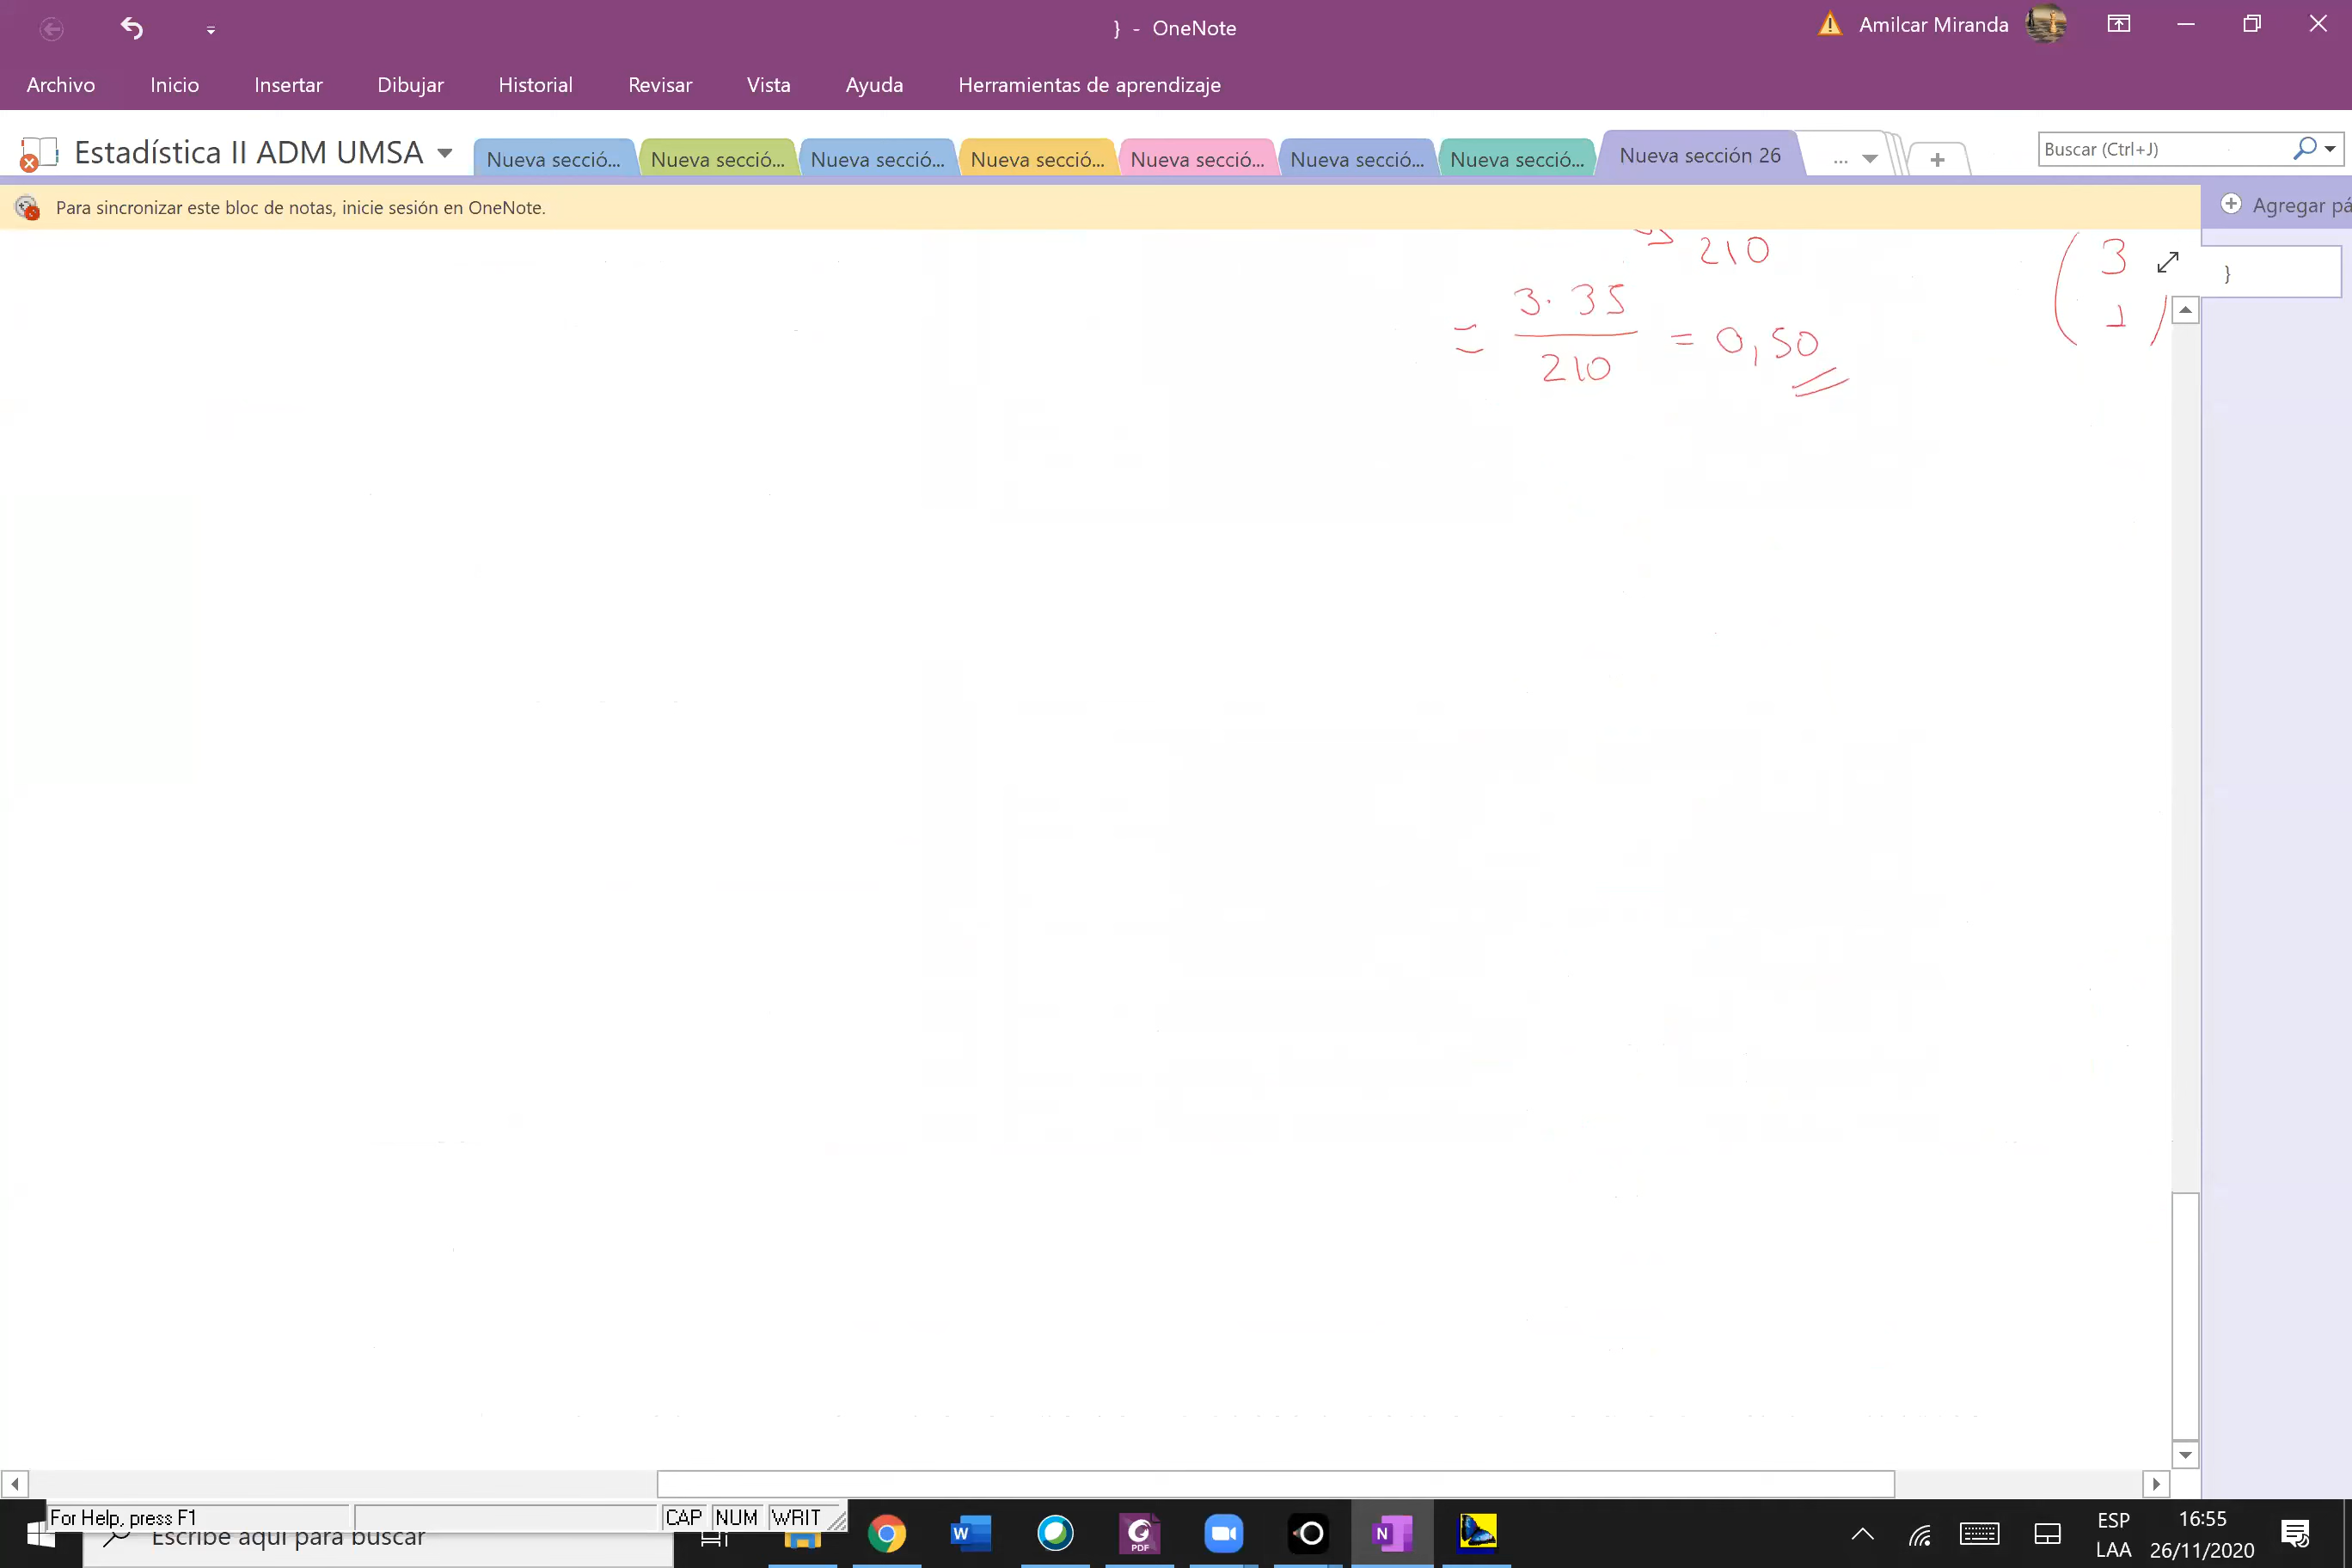 } - OneNote
Amilcar Miranda
Archivo Inicio Insertar Dibujar Historial Revisar Vista Ayuda Herramientas de aprendizaje
Estadística II ADM UMSA Nueva secció... Nueva secció... Nueva secció... Nueva secció... Nueva secció... Nueva secció... Nueva secció... Nueva sección 26 ... + Buscar (Ctrl+J)
Para sincronizar este bloc de notas, inicie sesión en OneNote.
Agregar pá
}
210
= 3. 35 / 210 = 0,50
( 3
1 )
For Help, press F1 CAP NUM WRIT
Escribe aquí para buscar
ESP
LAA
16:55
26/11/2020